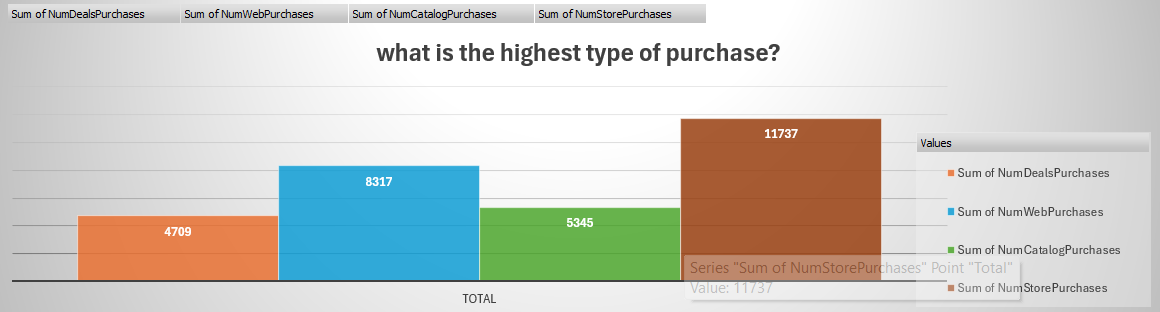 Sum of NumDealsPurchases Sum of NumWebPurchases Sum of NumCatalogPurchases Sum of NumStorePurchases
what is the highest type of purchase?
11737
8317
5345
4709
TOTAL
Values
Sum of NumDealsPurchases
Sum of NumWebPurchases
Sum of NumCatalogPurchases
Sum of NumStorePurchases
Series "Sum of NumStorePurchases" Point "Total"
Value: 11737